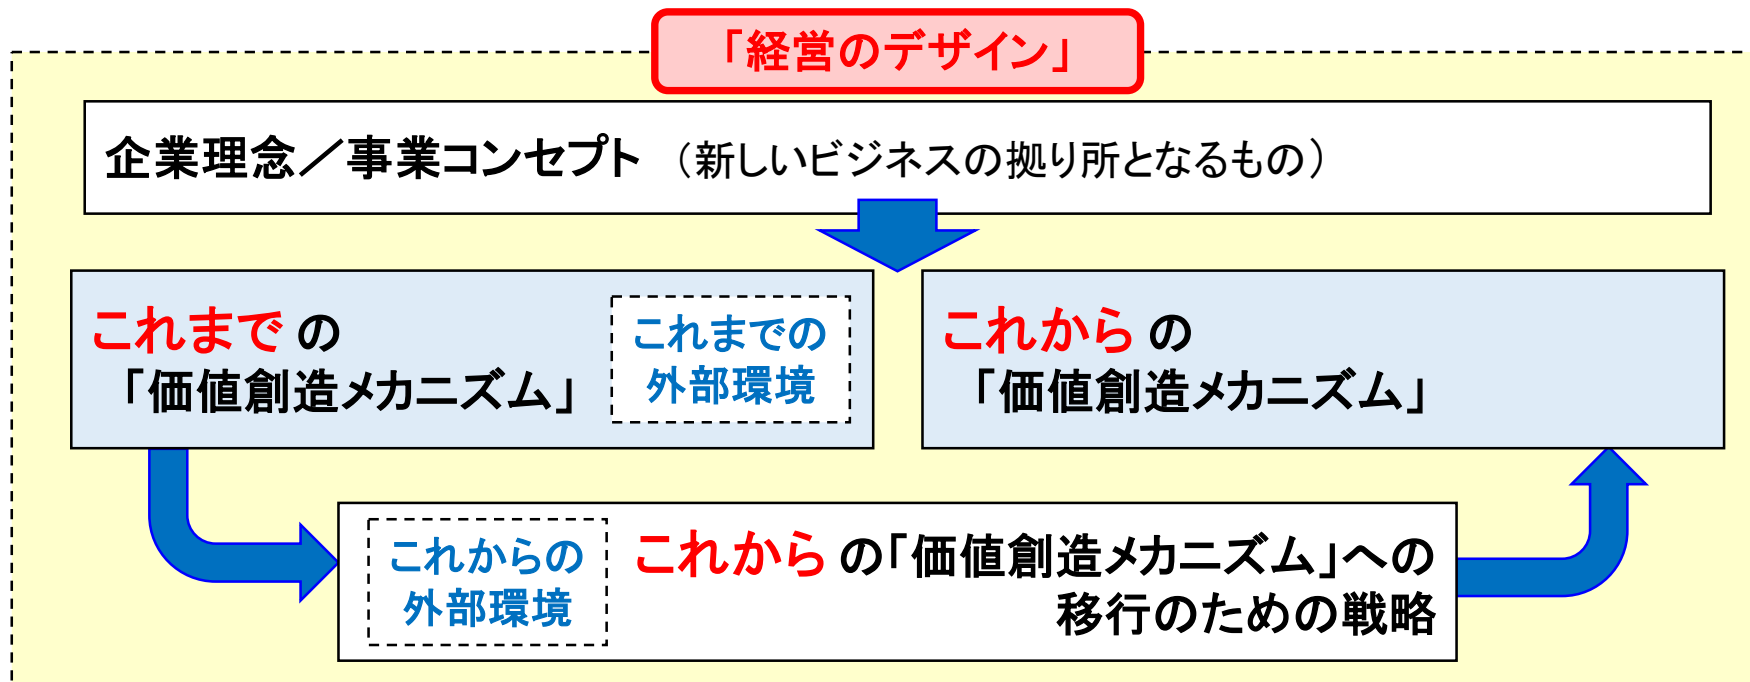 「経営のデザイン」
企業理念／事業コンセプト （新しいビジネスの拠り所となるもの）
これまで の
「価値創造メカニズム」
これまでの
外部環境
これから の
「価値創造メカニズム」
これからの
外部環境
これから の「価値創造メカニズム」への
移行のための戦略